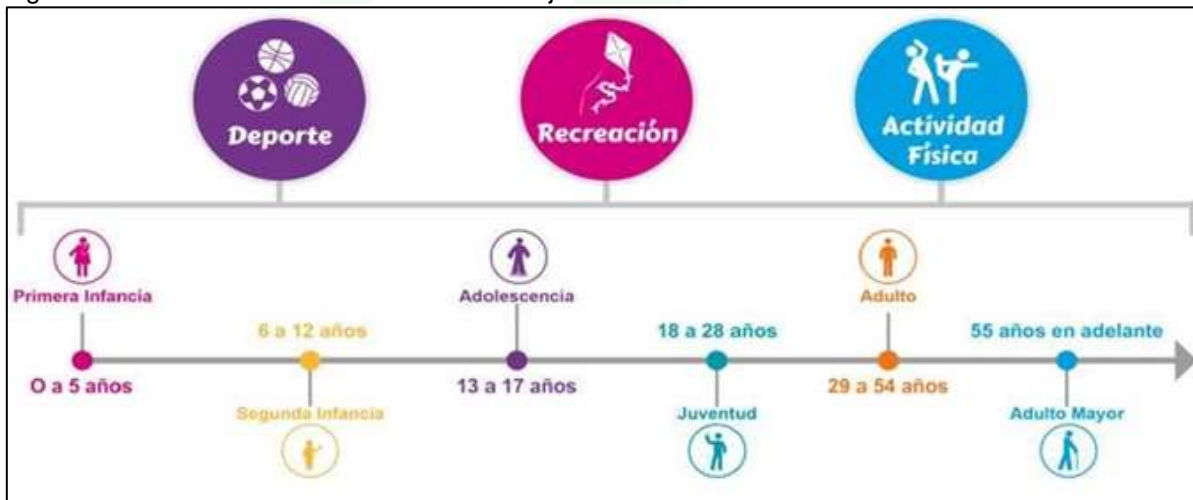 Deporte
Recreación
Actividad
Física
Primera Infancia
Adolescencia
Adulto
6 a 12 años
18 a 28 años
55 años en adelante
O a 5 años
13 a 17 años
29 a 54 años
Segunda Infancia
Juventud
Adulto Mayor